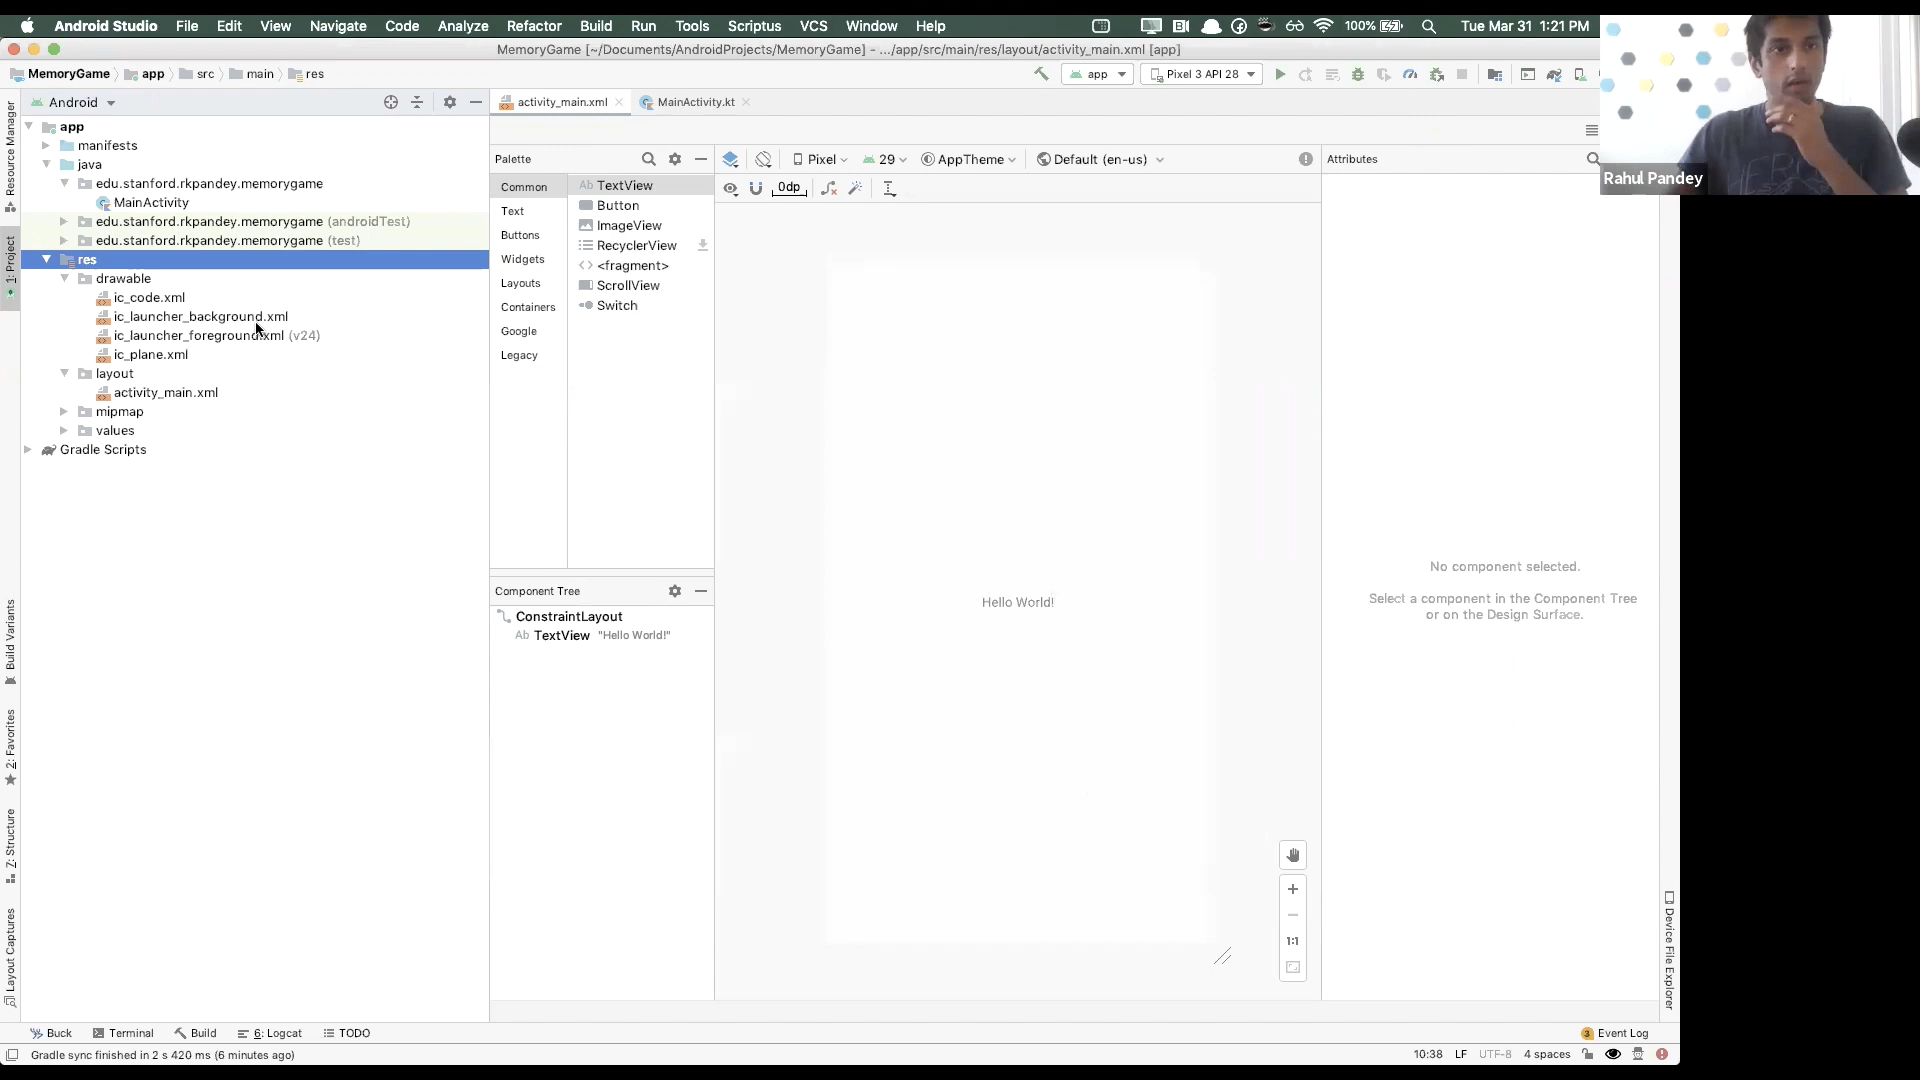 Android Studio File Edit View Navigate Code Analyze Refactor Build Run Tools Scriptus VCS Window Help 100% Tue Mar 31 1:21 PM
MemoryGame [~/Documents/AndroidProjects/MemoryGame] - .../app/src/main/res/layout/activity_main.xml [app]
MemoryGame app src main res app Pixel 3 API 28
Android
activity_main.xml MainActivity.kt
Resource Manager
1: Project
Build Variants
2: Favorites
Z: Structure
Layout Captures
app
manifests
java
edu.stanford.rkpandey.memorygame
MainActivity
edu.stanford.rkpandey.memorygame (androidTest)
edu.stanford.rkpandey.memorygame (test)
res
drawable
ic_code.xml
ic_launcher_background.xml
ic_launcher_foreground.xml (v24)
ic_plane.xml
layout
activity_main.xml
mipmap
values
Gradle Scripts
Palette
Common
Text
Buttons
Widgets
Layouts
Containers
Google
Legacy
Ab TextView
Button
ImageView
RecyclerView
<fragment>
ScrollView
Switch
Component Tree
ConstraintLayout
Ab TextView "Hello World!"
Pixel 29 AppTheme Default (en-us)
0dp
Hello World!
1:1
Attributes
No component selected.
Select a component in the Component Tree
or on the Design Surface.
Rahul Pandey
Device File Explorer
Buck Terminal Build 6: Logcat TODO 3 Event Log
Gradle sync finished in 2 s 420 ms (6 minutes ago) 10:38 LF UTF-8 4 spaces